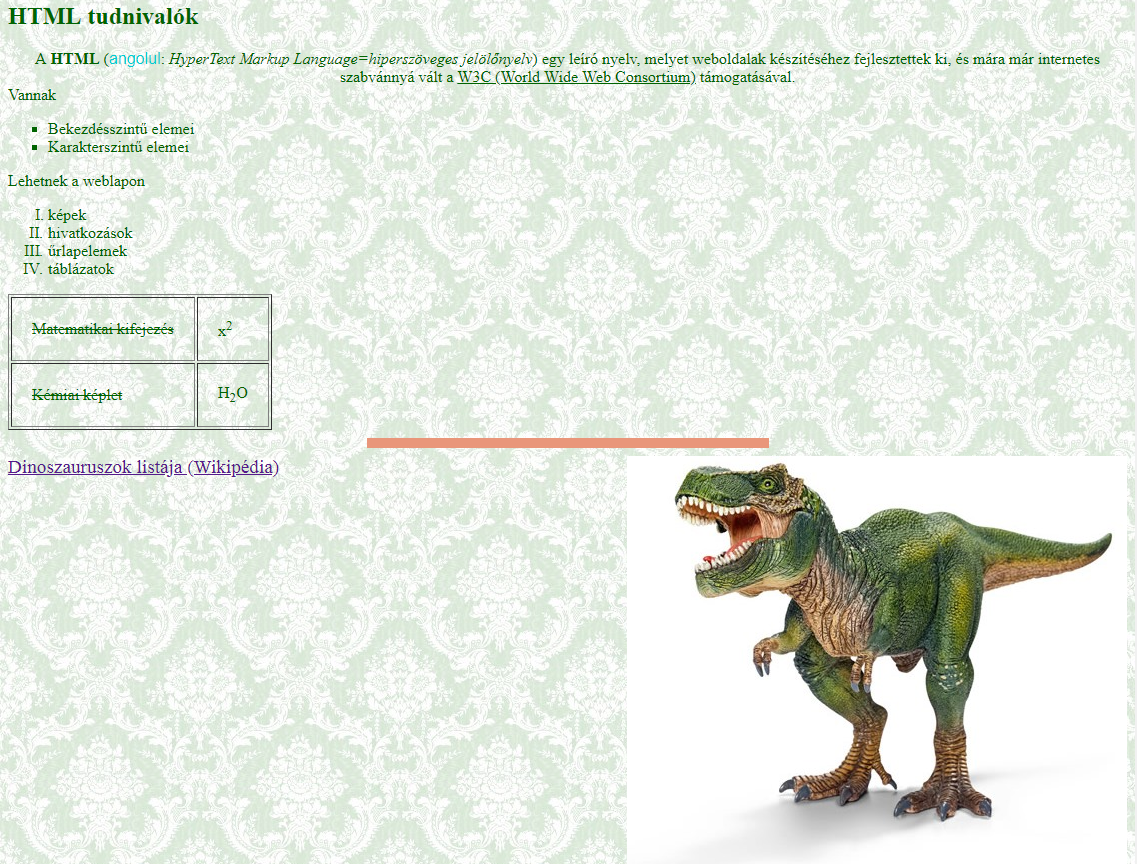 HTML tudnivalók
A HTML (angolul: HyperText Markup Language=hiperszöveges jelölőnyelv) egy leíró nyelv, melyet weboldalak készítéséhez fejlesztettek ki, és mára már internetes
szabvánnyá vált a W3C (World Wide Web Consortium) támogatásával.
Vannak
▪ Bekezdésszintű elemei
▪ Karakterszintű elemei
Lehetnek a weblapon
I. képek
II. hivatkozások
III. űrlapelemek
IV. táblázatok
Matematikai kifejezés x²
Kémiai képlet H₂O
Dinoszauruszok listája (Wikipédia)